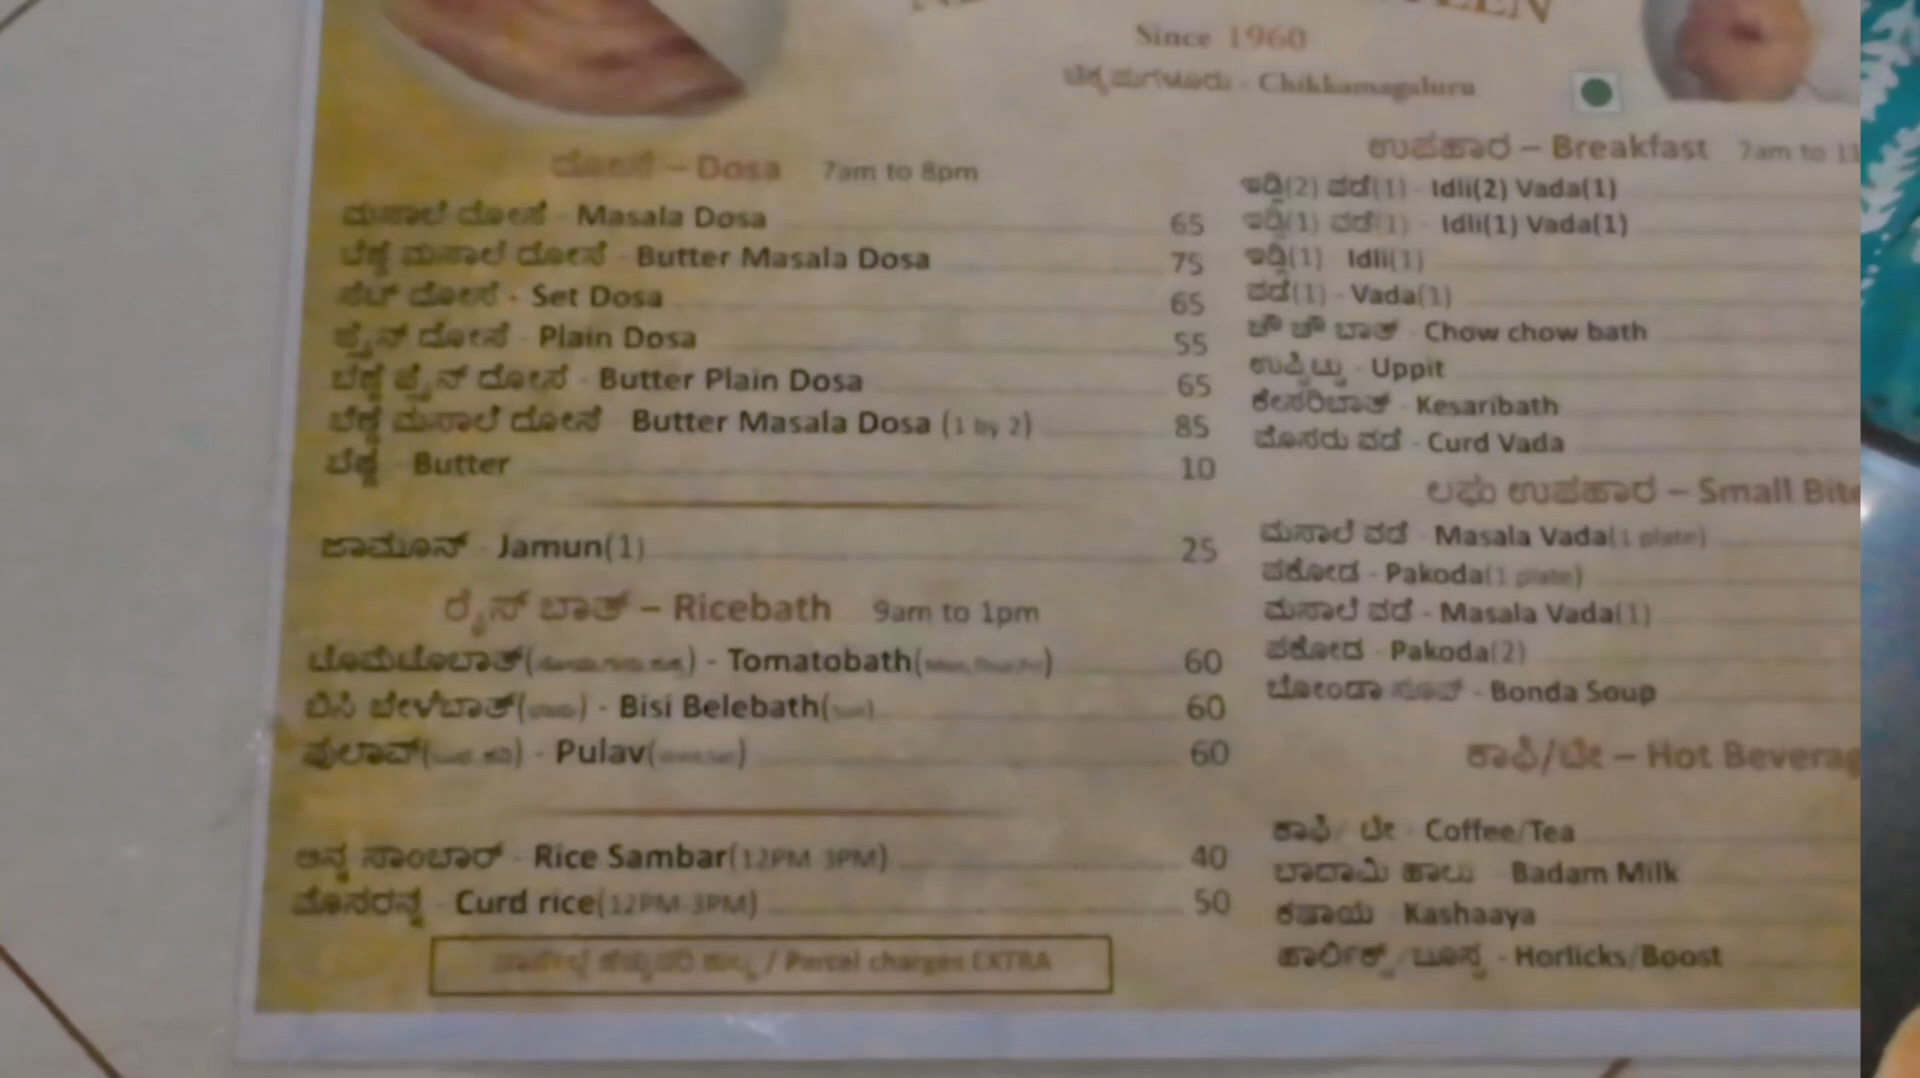 Since 1960
ಚಿಕ್ಕಮಗಳೂರು - Chikkamagaluru
ದೋಸೆ – Dosa 7am to 8pm
ಮಸಾಲೆ ದೋಸೆ - Masala Dosa 65
ಬೆಣ್ಣೆ ಮಸಾಲೆ ದೋಸೆ - Butter Masala Dosa 75
ಸೆಟ್ ದೋಸೆ - Set Dosa 65
ಪ್ಲೈನ್ ದೋಸೆ - Plain Dosa 55
ಬೆಣ್ಣೆ ಪ್ಲೈನ್ ದೋಸೆ - Butter Plain Dosa 65
ಬೆಣ್ಣೆ ಮಸಾಲೆ ದೋಸೆ - Butter Masala Dosa (1 by 2) 85
ಬೆಣ್ಣೆ - Butter 10
ಜಾಮೂನ್ - Jamun(1) 25
ರೈಸ್ ಬಾತ್ – Ricebath 9am to 1pm
ಟೊಮೆಟೊಬಾತ್ - Tomatobath 60
ಬಿಸಿ ಬೇಳೆಬಾತ್ - Bisi Belebath 60
ಪುಲಾವ್ - Pulav 60
ಅನ್ನ ಸಾಂಬಾರ್ - Rice Sambar(12PM-3PM) 40
ಮೊಸರನ್ನ - Curd rice(12PM-3PM) 50
/ Parcel charges EXTRA
ಉಪಹಾರ – Breakfast 7am to
ಇಡ್ಲಿ(2) ವಡೆ(1) - Idli(2) Vada(1)
ಇಡ್ಲಿ(1) ವಡೆ(1) - Idli(1) Vada(1)
ಇಡ್ಲಿ(1) Idli(1)
ವಡೆ(1) - Vada(1)
ಚೌ ಚೌ ಬಾತ್ - Chow chow bath
ಉಪ್ಪಿಟ್ಟು - Uppit
ಕೇಸರಿಬಾತ್ - Kesaribath
ಮೊಸರು ವಡೆ - Curd Vada
ಲಘು ಉಪಹಾರ – Small Bite
ಮಸಾಲೆ ವಡೆ - Masala Vada(1 plate)
ಪಕೋಡ - Pakoda(1 plate)
ಮಸಾಲೆ ವಡೆ - Masala Vada(1)
ಪಕೋಡ - Pakoda(2)
ಬೋಂಡಾ ಸೂಪ್ - Bonda Soup
ಕಾಫಿ/ಟೀ – Hot Beverag
ಕಾಫಿ/ ಟೀ - Coffee/Tea
ಬಾದಾಮಿ ಹಾಲು - Badam Milk
ಕಷಾಯ - Kashaaya
ಹಾರ್ಲಿಕ್ಸ್/ಬೂಸ್ಟ್ - Horlicks/Boost